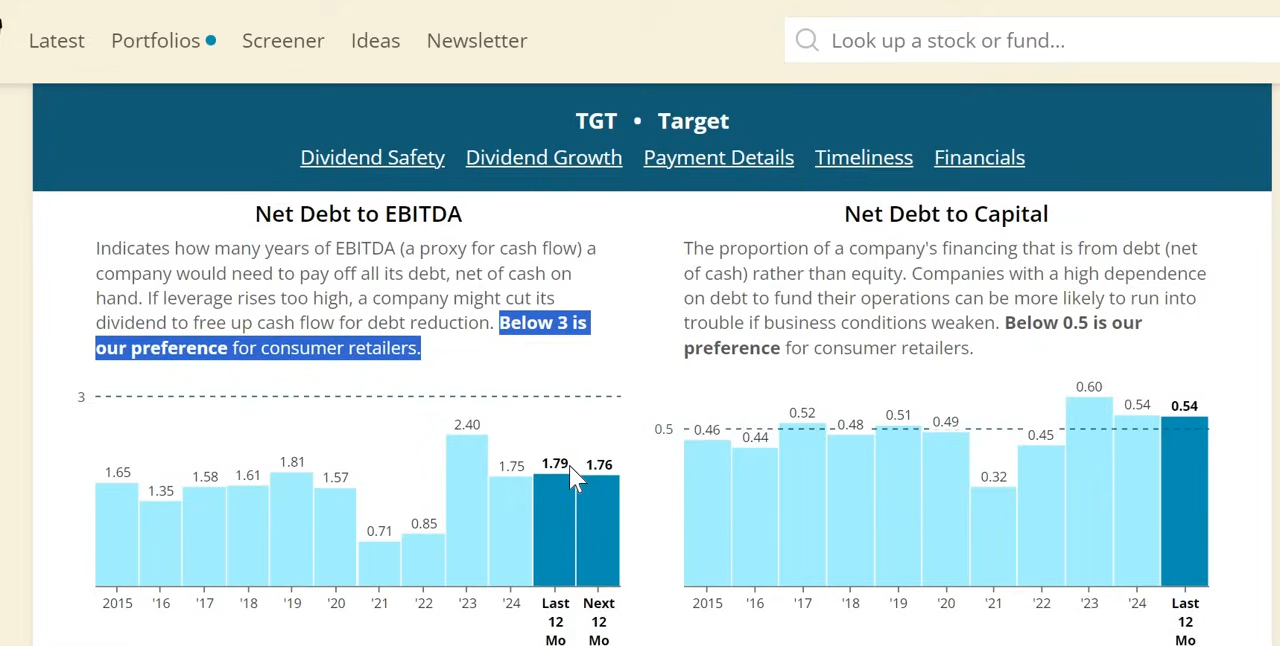 Latest Portfolios Screener Ideas Newsletter
Look up a stock or fund...
TGT • Target
Dividend Safety Dividend Growth Payment Details Timeliness Financials
Net Debt to EBITDA
Indicates how many years of EBITDA (a proxy for cash flow) a
company would need to pay off all its debt, net of cash on
hand. If leverage rises too high, a company might cut its
dividend to free up cash flow for debt reduction. Below 3 is
our preference for consumer retailers.
3
1.65 1.35 1.58 1.61 1.81 1.57 0.71 0.85 2.40 1.75 1.79 1.76
2015 '16 '17 '18 '19 '20 '21 '22 '23 '24 Last Next
12 12
Mo Mo
Net Debt to Capital
The proportion of a company's financing that is from debt (net
of cash) rather than equity. Companies with a high dependence
on debt to fund their operations can be more likely to run into
trouble if business conditions weaken. Below 0.5 is our
preference for consumer retailers.
0.5
0.46 0.44 0.52 0.48 0.51 0.49 0.32 0.45 0.60 0.54 0.54
2015 '16 '17 '18 '19 '20 '21 '22 '23 '24 Last
12
Mo